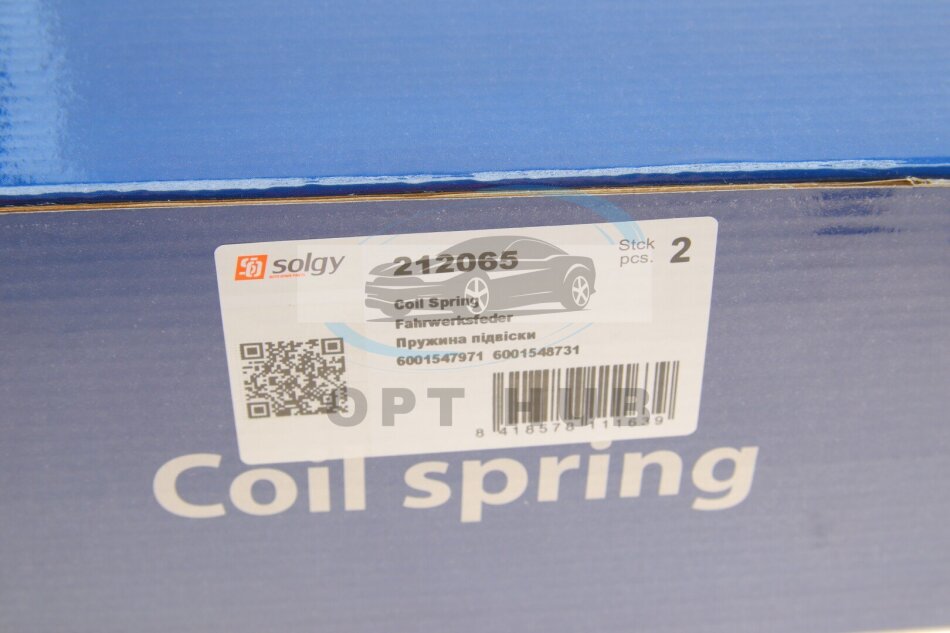 solgy
212065
Stck
pcs. 2
Coil Spring
Fahrwerksfeder
Пружина підвіски
6001547971 6001548731
OPT HUB
8 418578 111639
Coil spring